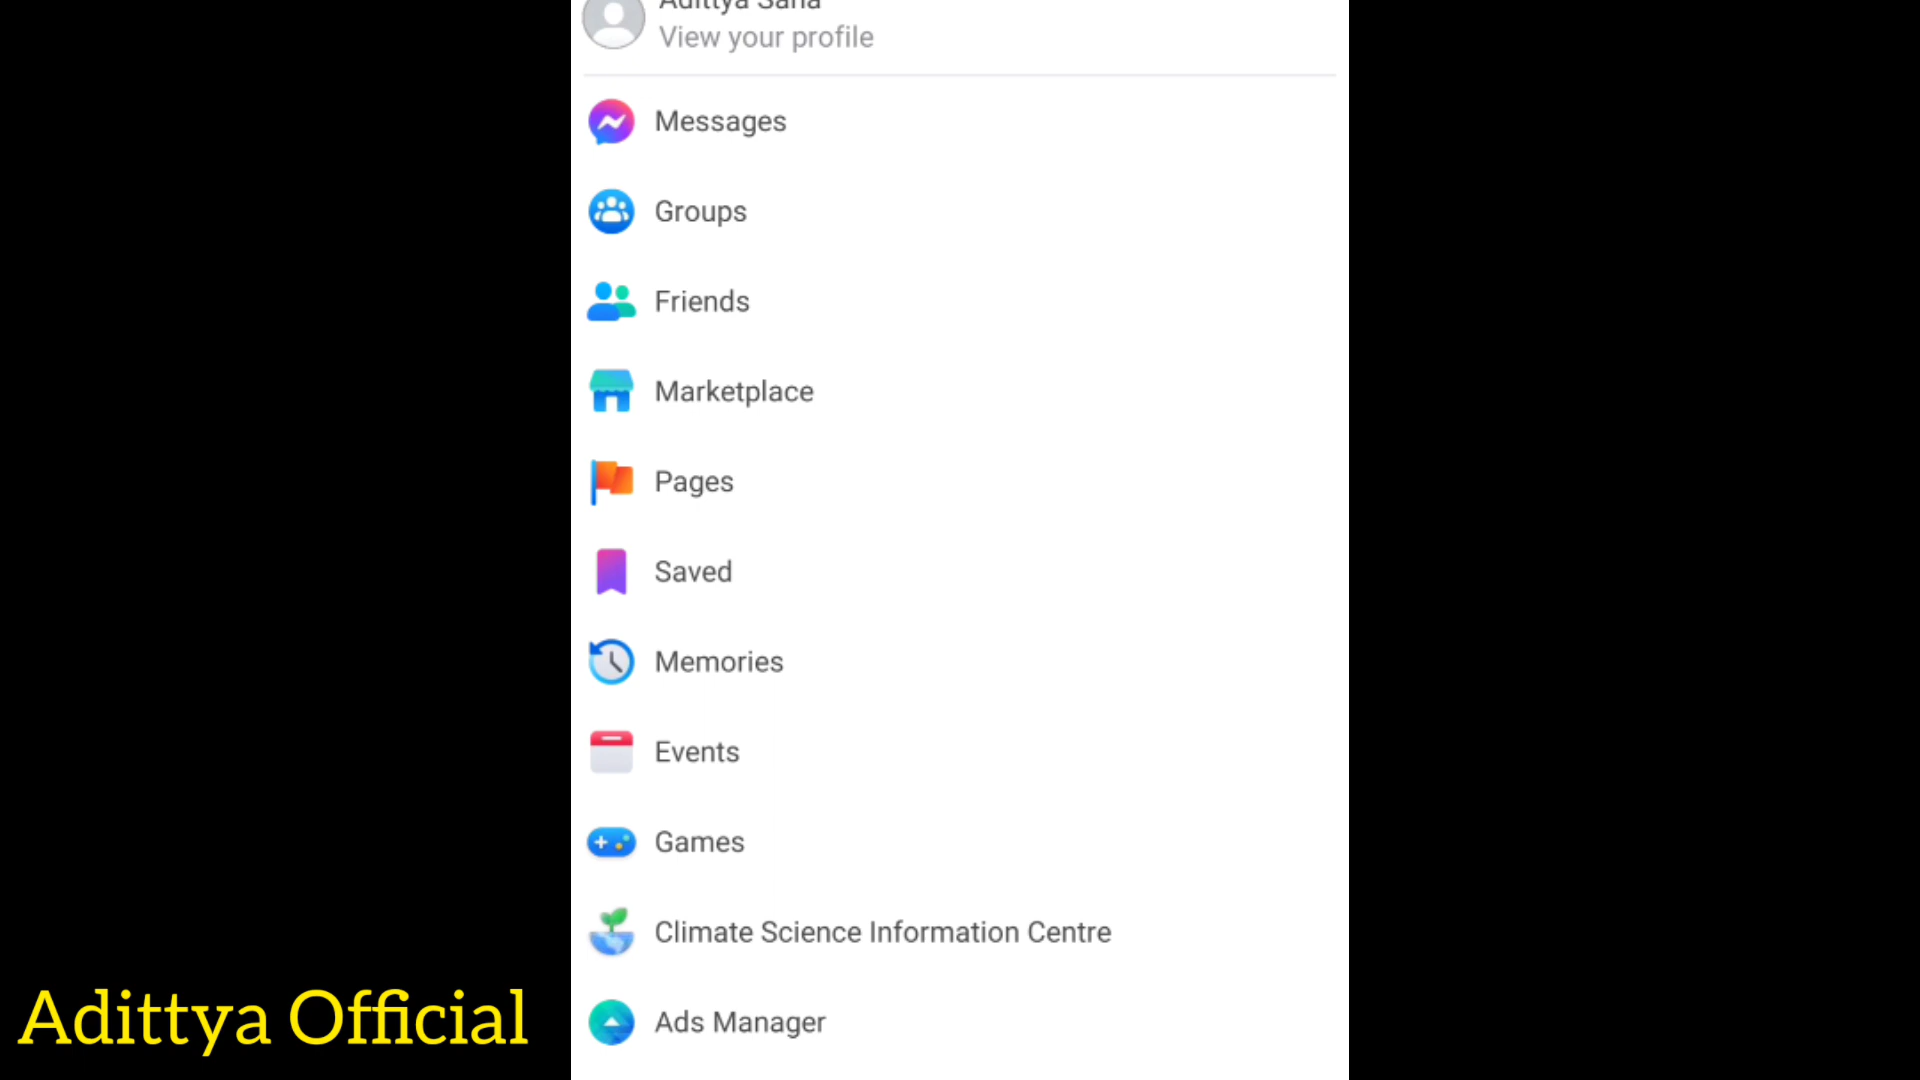 Adittya
View your profile
Messages
Groups
Friends
Marketplace
Pages
Saved
Memories
Events
Games
Climate Science Information Centre
Ads Manager
Adittya Official